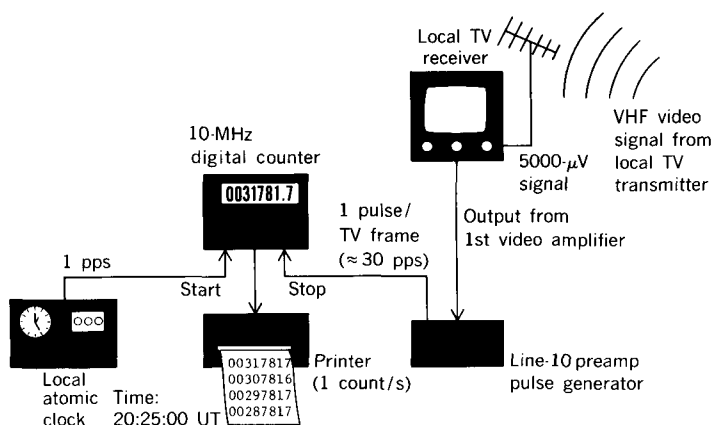 Local TV
receiver
VHF video
signal from
local TV
transmitter
5000-μV
signal
10-MHz
digital counter
0031781.7
1 pulse/
TV frame
(≈ 30 pps)
Output from
1st video amplifier
1 pps
Start
Stop
000
Local
atomic
clock
Time:
20:25:00 UT
00317817
00307816
00297817
00287817
Printer
(1 count/s)
Line-10 preamp
pulse generator